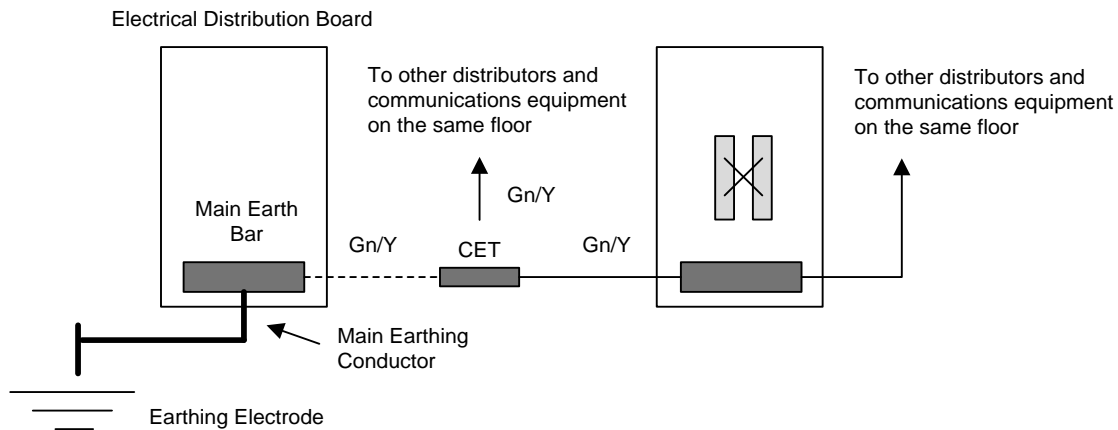 Electrical Distribution Board
To other distributors and
communications equipment
on the same floor
To other distributors and
communications equipment
on the same floor
Gn/Y
Main Earth
Bar
Gn/Y
CET
Gn/Y
Main Earthing
Conductor
Earthing Electrode